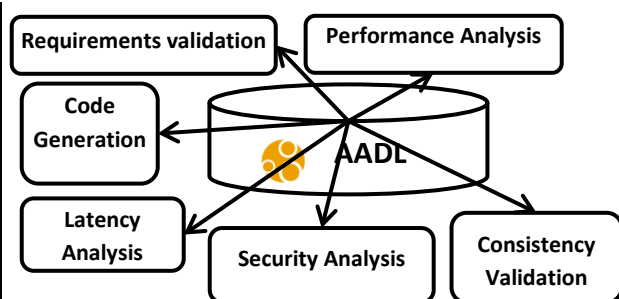 Requirements validation
Performance Analysis
Code
Generation
AADL
Latency
Analysis
Security Analysis
Consistency
Validation